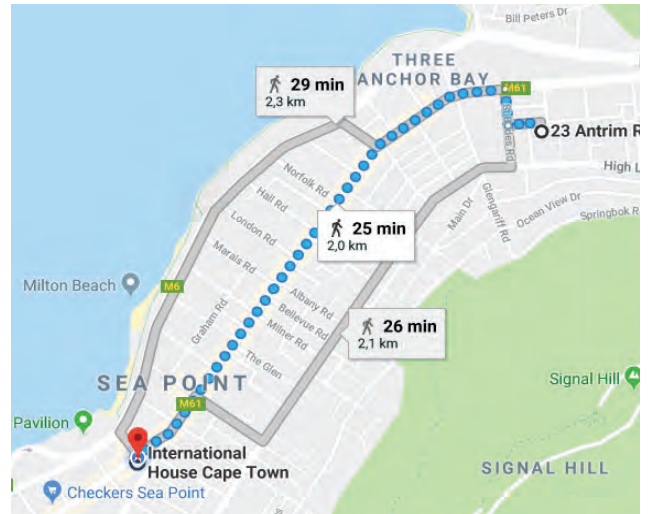 Bill Peters Dr
THREE
ANCHOR BAY
29 min
2,3 km
M61
23 Antrim R
High L
Norfolk Rd
Hall Rd
London Rd
Marais Rd
Main Dr
Glengariff Rd
Ocean View Dr
Springbok R
25 min
2,0 km
Milton Beach
M6
Graham Rd
Albany Rd
Bellevue Rd
Milner Rd
26 min
2,1 km
The Glen
SEA POINT
M61
Signal Hill
Pavilion
International
House Cape Town
SIGNAL HILL
Checkers Sea Point